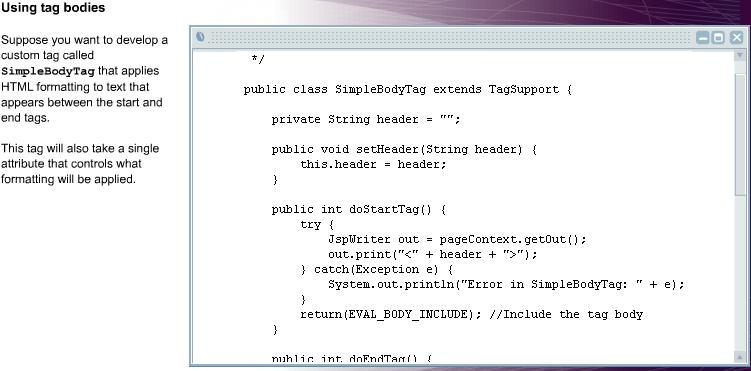 Using tag bodies
Suppose you want to develop a
custom tag called
SimpleBodyTag that applies
HTML formatting to text that
appears between the start and
end tags.
This tag will also take a single
attribute that controls what
formatting will be applied.
*/
public class SimpleBodyTag extends TagSupport {
private String header = "";
public void setHeader(String header) {
this.header = header;
}
public int doStartTag() {
try {
JspWriter out = pageContext.getOut();
out.print("<" + header + ">");
} catch(Exception e) {
System.out.println("Error in SimpleBodyTag: " + e);
}
return(EVAL_BODY_INCLUDE); //Include the tag body
}
public int doEndTag() {